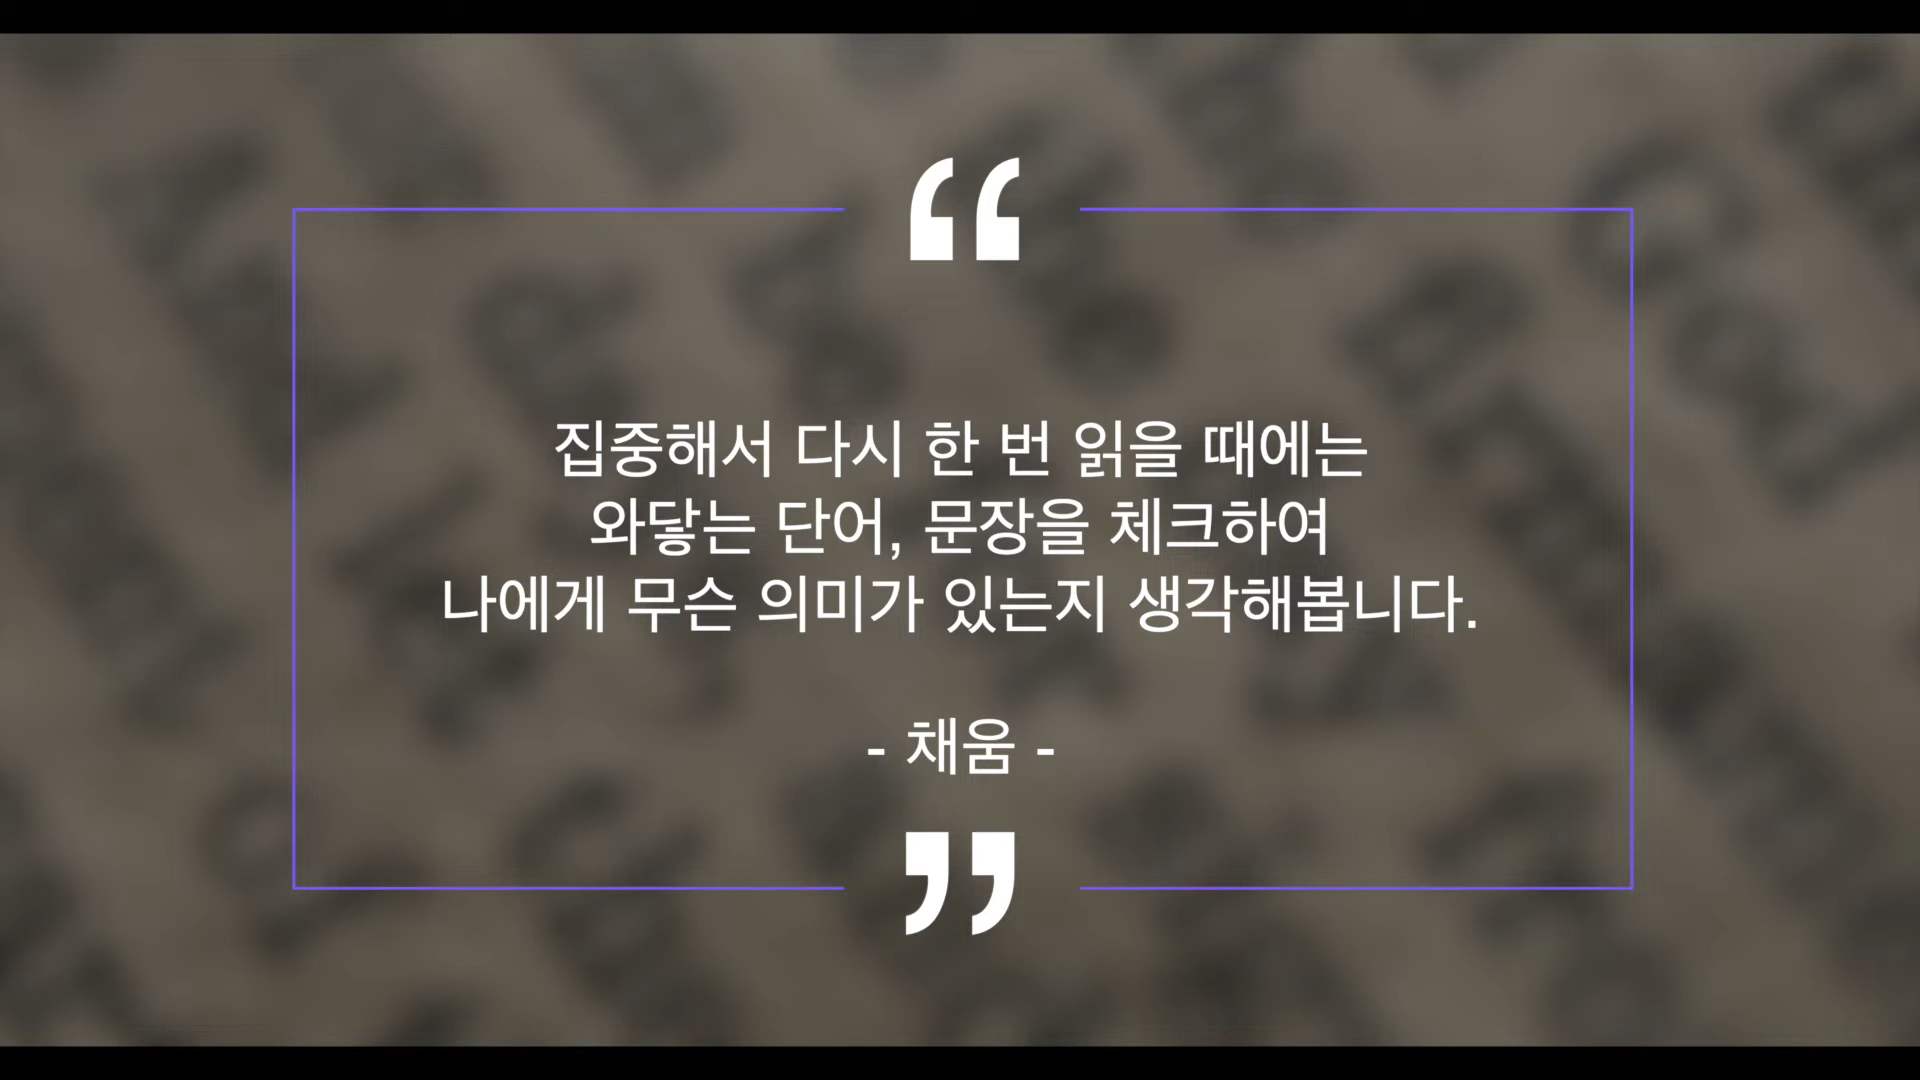 “
집중해서 다시 한 번 읽을 때에는
와닿는 단어, 문장을 체크하여
나에게 무슨 의미가 있는지 생각해봅니다.
- 채움 -
”